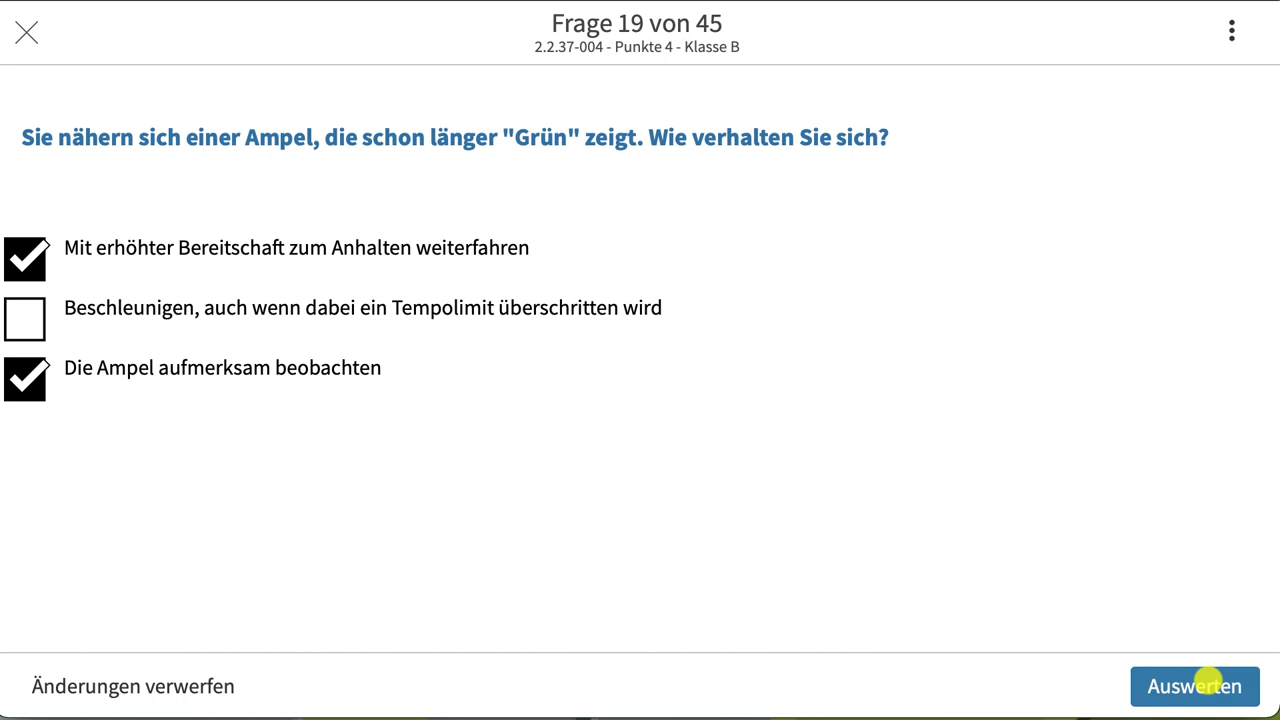 Frage 19 von 45
2.2.37-004 - Punkte 4 - Klasse B
Sie nähern sich einer Ampel, die schon länger "Grün" zeigt. Wie verhalten Sie sich?
Mit erhöhter Bereitschaft zum Anhalten weiterfahren
Beschleunigen, auch wenn dabei ein Tempolimit überschritten wird
Die Ampel aufmerksam beobachten
Änderungen verwerfen
Auswerten